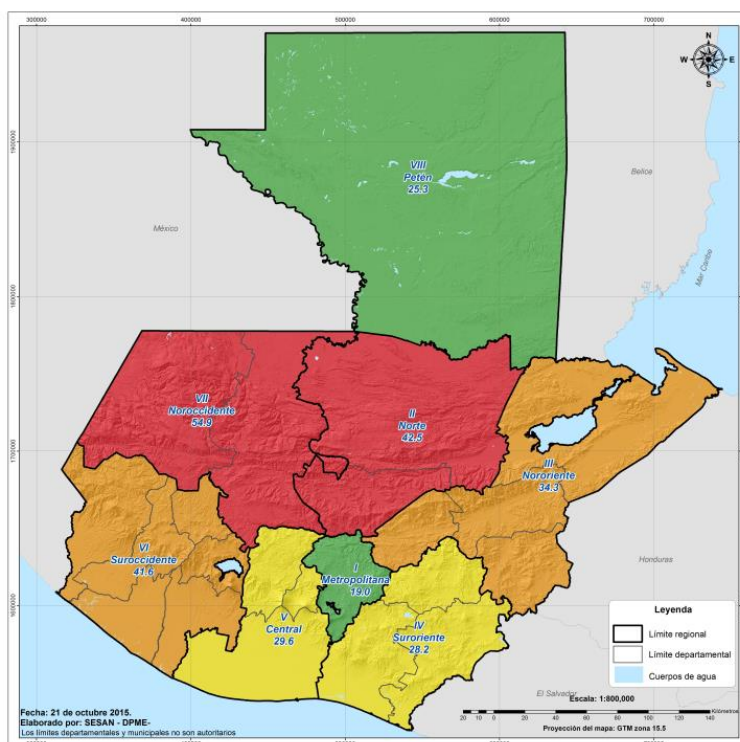 300000 400000 500000 600000 700000
N
W E
S
1900000
VIII
Petén
25.3
Belice
México
Mar Caribe
1800000
VII
Noroccidente
54.9
II
Norte
42.5
1700000
III
Nororiente
34.3
VI
Suroccidente
41.6
Honduras
I
Metropolitana
19.0
1600000
V
Central
29.6
IV
Suroriente
28.2
Leyenda
Límite regional
Límite departamental
Cuerpos de agua
El Salvador
Escala: 1:800,000
Kilómetros
20 10 0 20 40 60 80 100 120 140
Proyección del mapa: GTM zona 15.5
Fecha: 21 de octubre 2015.
Elaborado por: SESAN - DPME-
Los límites departamentales y municipales no son autoritarios